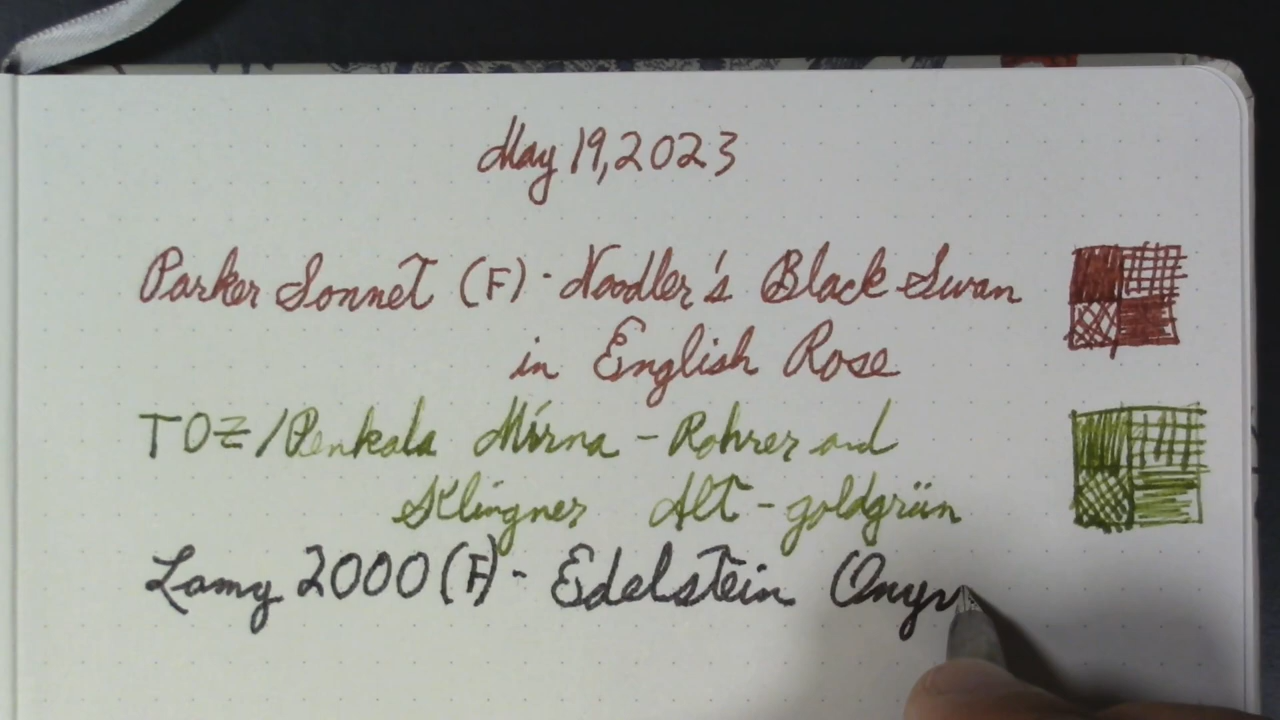 May 19, 2023
Parker Sonnet (F) - Noodler's Black Swan
in English Rose
TOZ/Penkala Mirna - Rohrer and
Klingner Alt-goldgrün
Lamy 2000 (F) - Edelstein Onyx